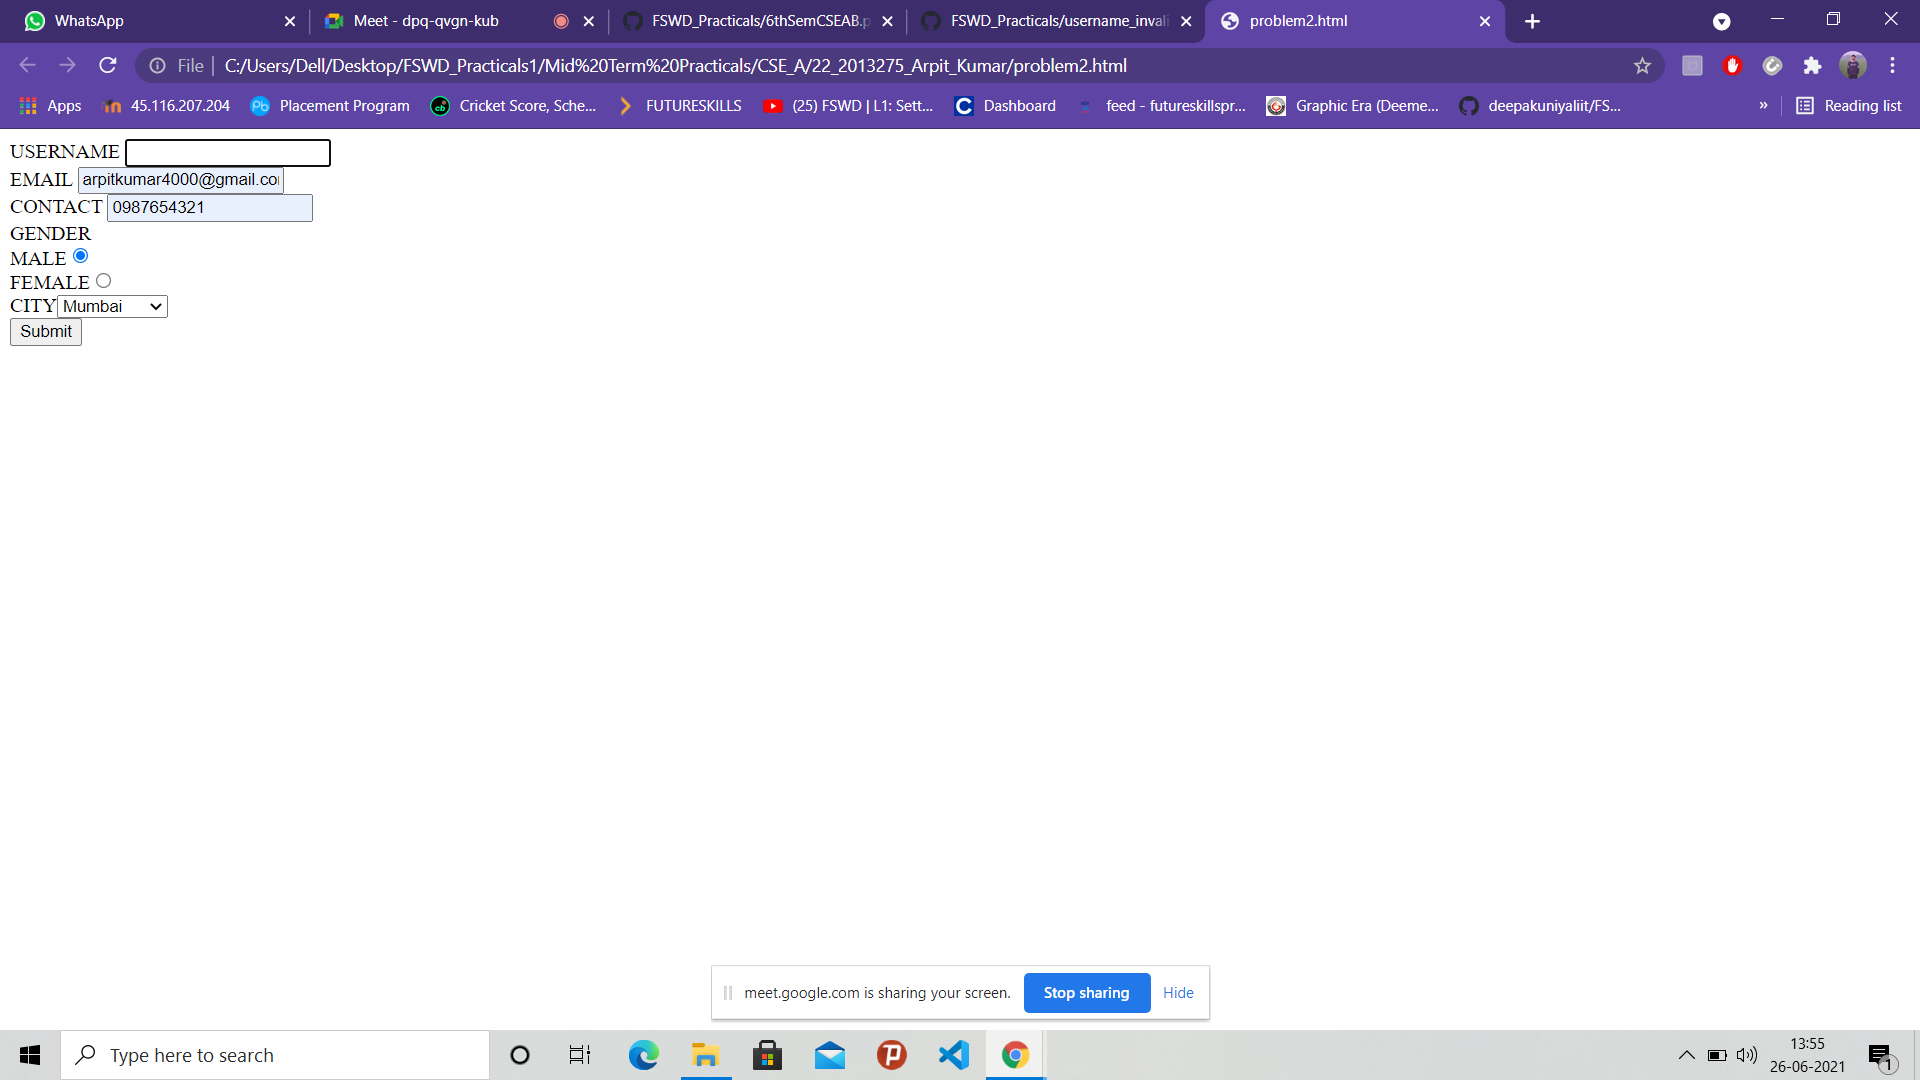 WhatsApp
Meet - dpq-qvgn-kub
FSWD_Practicals/6thSemCSEAB.p
FSWD_Practicals/username_invali
problem2.html
File
C:/Users/Dell/Desktop/FSWD_Practicals1/Mid%20Term%20Practicals/CSE_A/22_2013275_Arpit_Kumar/problem2.html
Apps
45.116.207.204
Placement Program
Cricket Score, Sche...
FUTURESKILLS
(25) FSWD | L1: Sett...
Dashboard
feed - futureskillspr...
Graphic Era (Deeme...
deepakuniyaliit/FS...
»
Reading list
USERNAME
EMAIL arpitkumar4000@gmail.co
CONTACT 0987654321
GENDER
MALE
FEMALE
CITY Mumbai
Submit
meet.google.com is sharing your screen.
Stop sharing
Hide
Type here to search
13:55
26-06-2021
1